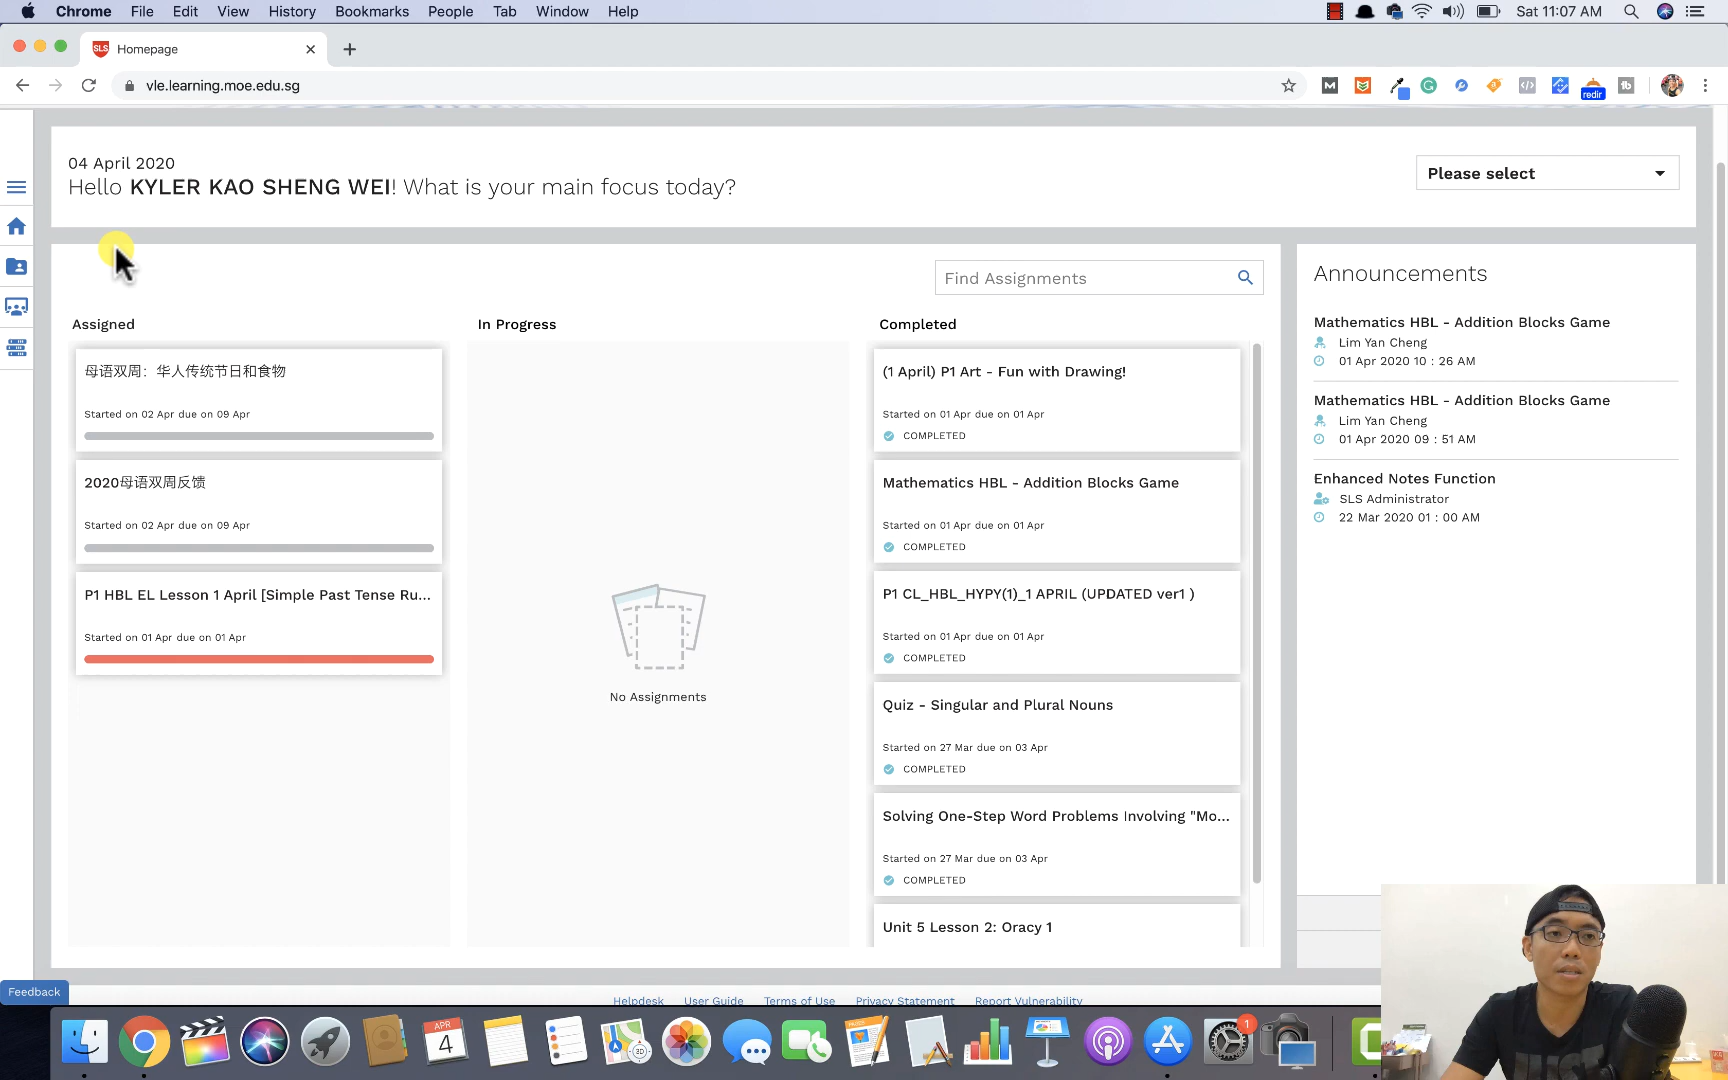 Chrome File Edit View History Bookmarks People Tab Window Help
Sat 11:07 AM
SLS Homepage
vle.learning.moe.edu.sg
redir
04 April 2020
Hello KYLER KAO SHENG WEI! What is your main focus today?
Please select
Find Assignments
Assigned
母语双周：华人传统节日和食物
Started on 02 Apr due on 09 Apr
2020母语双周反馈
Started on 02 Apr due on 09 Apr
P1 HBL EL Lesson 1 April [Simple Past Tense Ru...
Started on 01 Apr due on 01 Apr
In Progress
No Assignments
Completed
(1 April) P1 Art - Fun with Drawing!
Started on 01 Apr due on 01 Apr
COMPLETED
Mathematics HBL - Addition Blocks Game
Started on 01 Apr due on 01 Apr
COMPLETED
P1 CL_HBL_HYPY(1)_1 APRIL (UPDATED ver1 )
Started on 01 Apr due on 01 Apr
COMPLETED
Quiz - Singular and Plural Nouns
Started on 27 Mar due on 03 Apr
COMPLETED
Solving One-Step Word Problems Involving "Mo...
Started on 27 Mar due on 03 Apr
COMPLETED
Unit 5 Lesson 2: Oracy 1
Announcements
Mathematics HBL - Addition Blocks Game
Lim Yan Cheng
01 Apr 2020 10 : 26 AM
Mathematics HBL - Addition Blocks Game
Lim Yan Cheng
01 Apr 2020 09 : 51 AM
Enhanced Notes Function
SLS Administrator
22 Mar 2020 01 : 00 AM
Feedback
Helpdesk User Guide Terms of Use Privacy Statement Report Vulnerability
APR
4
3D
1